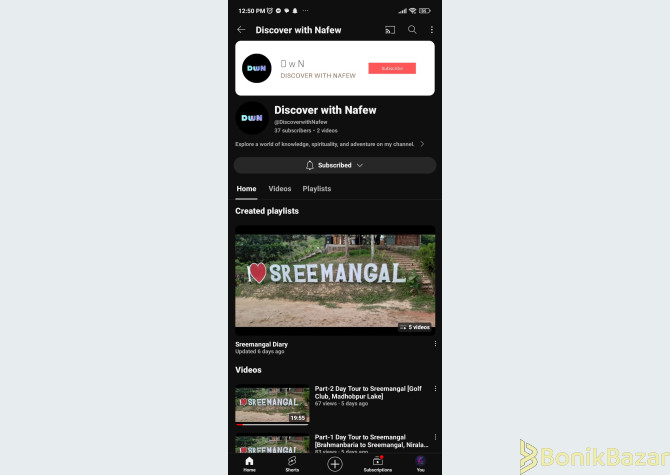 12:50 PM
Discover with Nafew
DwN
D w N
DISCOVER WITH NAFEW
Subscribe
DwN
Discover with Nafew
@DiscoverwithNafew
37 subscribers • 2 videos
Explore a world of knowledge, spirituality, and adventure on my channel.
Subscribed
Home Videos Playlists
Created playlists
I SREEMANGAL
5 videos
Sreemangal Diary
Updated 6 days ago
Videos
I SREEMANGAL
19:55
Part-2 Day Tour to Sreemangal [Golf
Club, Madhobpur Lake]
67 views · 5 days ago
SREEMANGAL
Part-1 Day Tour to Sreemangal
[Brahmanbaria to Sreemangal, Nirala...
Home Shorts Subscriptions You
BonikBazar